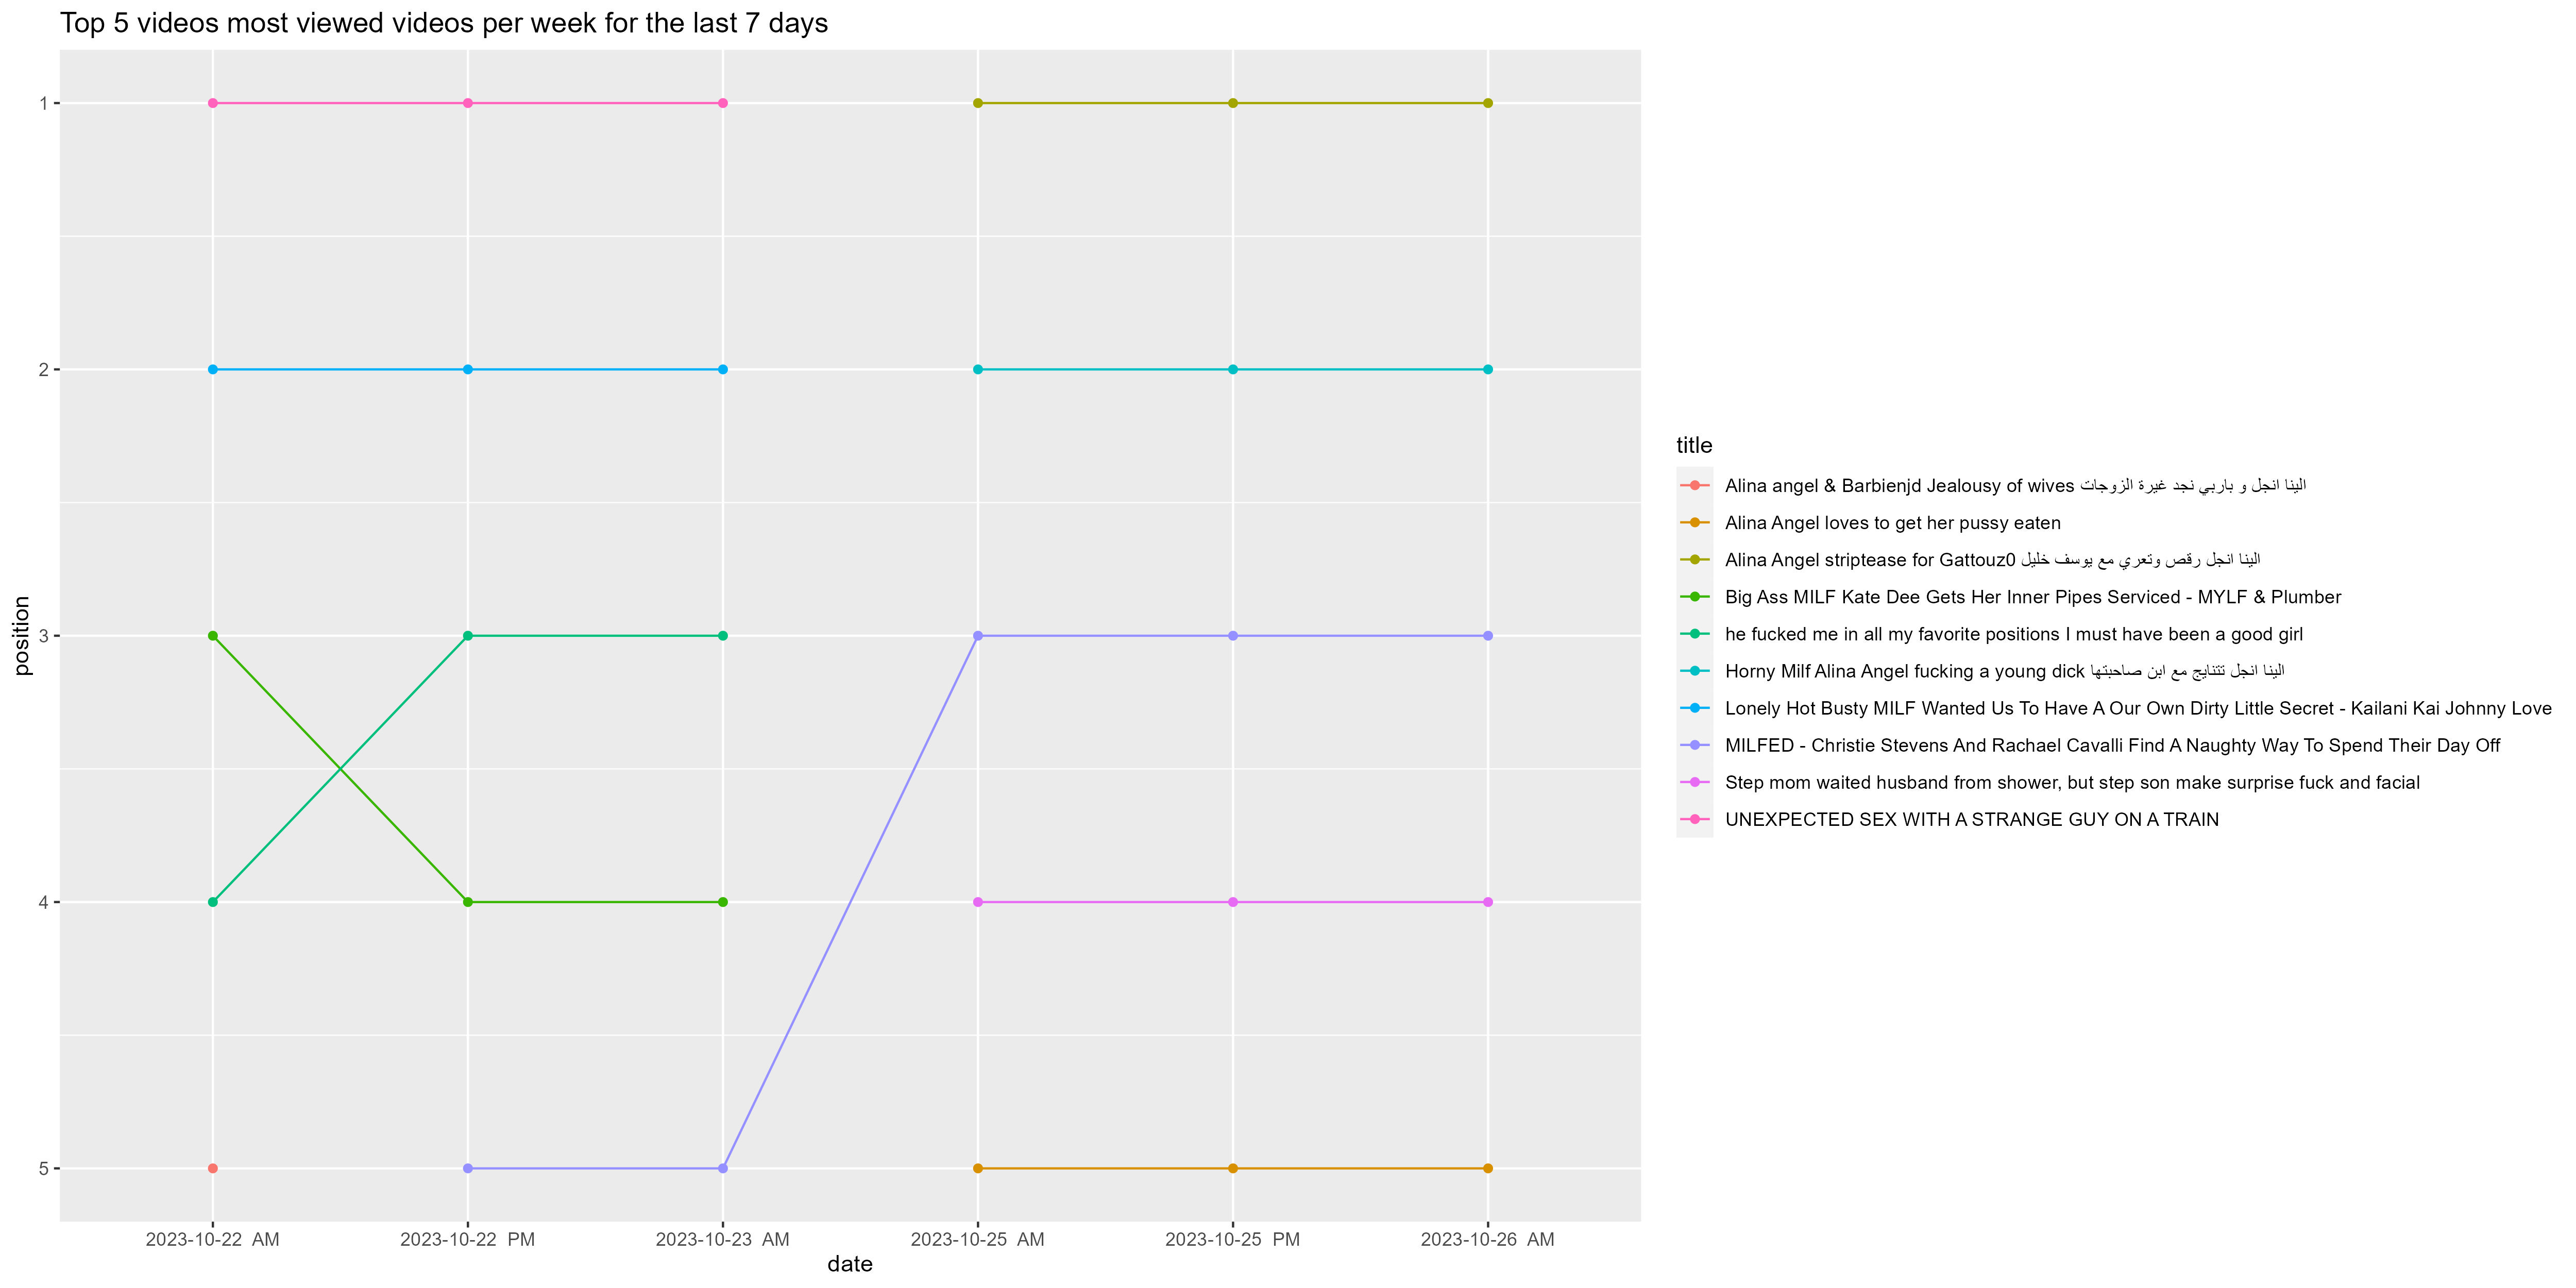 Top 5 videos most viewed videos per week for the last 7 days
position
1
2
3
4
5
2023-10-22 AM
2023-10-22 PM
2023-10-23 AM
2023-10-25 AM
2023-10-25 PM
2023-10-26 AM
date
title
Alina angel & Barbienjd Jealousy of wives الينا انجل و باربي نجد غيرة الزوجات
Alina Angel loves to get her pussy eaten
Alina Angel striptease for Gattouz0 الينا انجل رقص وتعري مع يوسف خليل
Big Ass MILF Kate Dee Gets Her Inner Pipes Serviced - MYLF & Plumber
he fucked me in all my favorite positions I must have been a good girl
Horny Milf Alina Angel fucking a young dick الينا انجل تتنايج مع ابن صاحبتها
Lonely Hot Busty MILF Wanted Us To Have A Our Own Dirty Little Secret - Kailani Kai Johnny Love
MILFED - Christie Stevens And Rachael Cavalli Find A Naughty Way To Spend Their Day Off
Step mom waited husband from shower, but step son make surprise fuck and facial
UNEXPECTED SEX WITH A STRANGE GUY ON A TRAIN